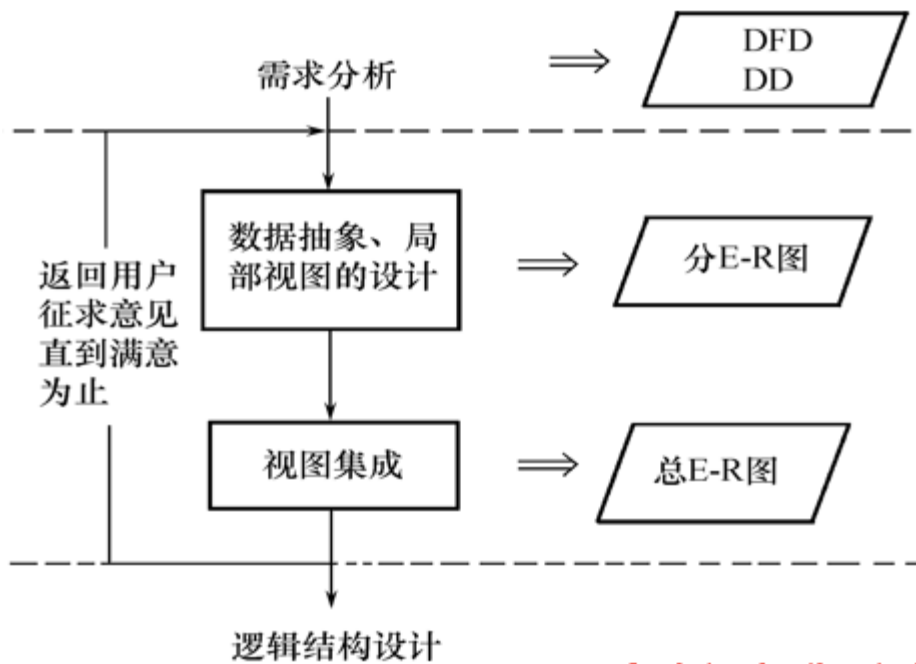 需求分析
DFD
DD
数据抽象、局
部视图的设计
分E-R图
返回用户
征求意见
直到满意
为止
视图集成
总E-R图
逻辑结构设计